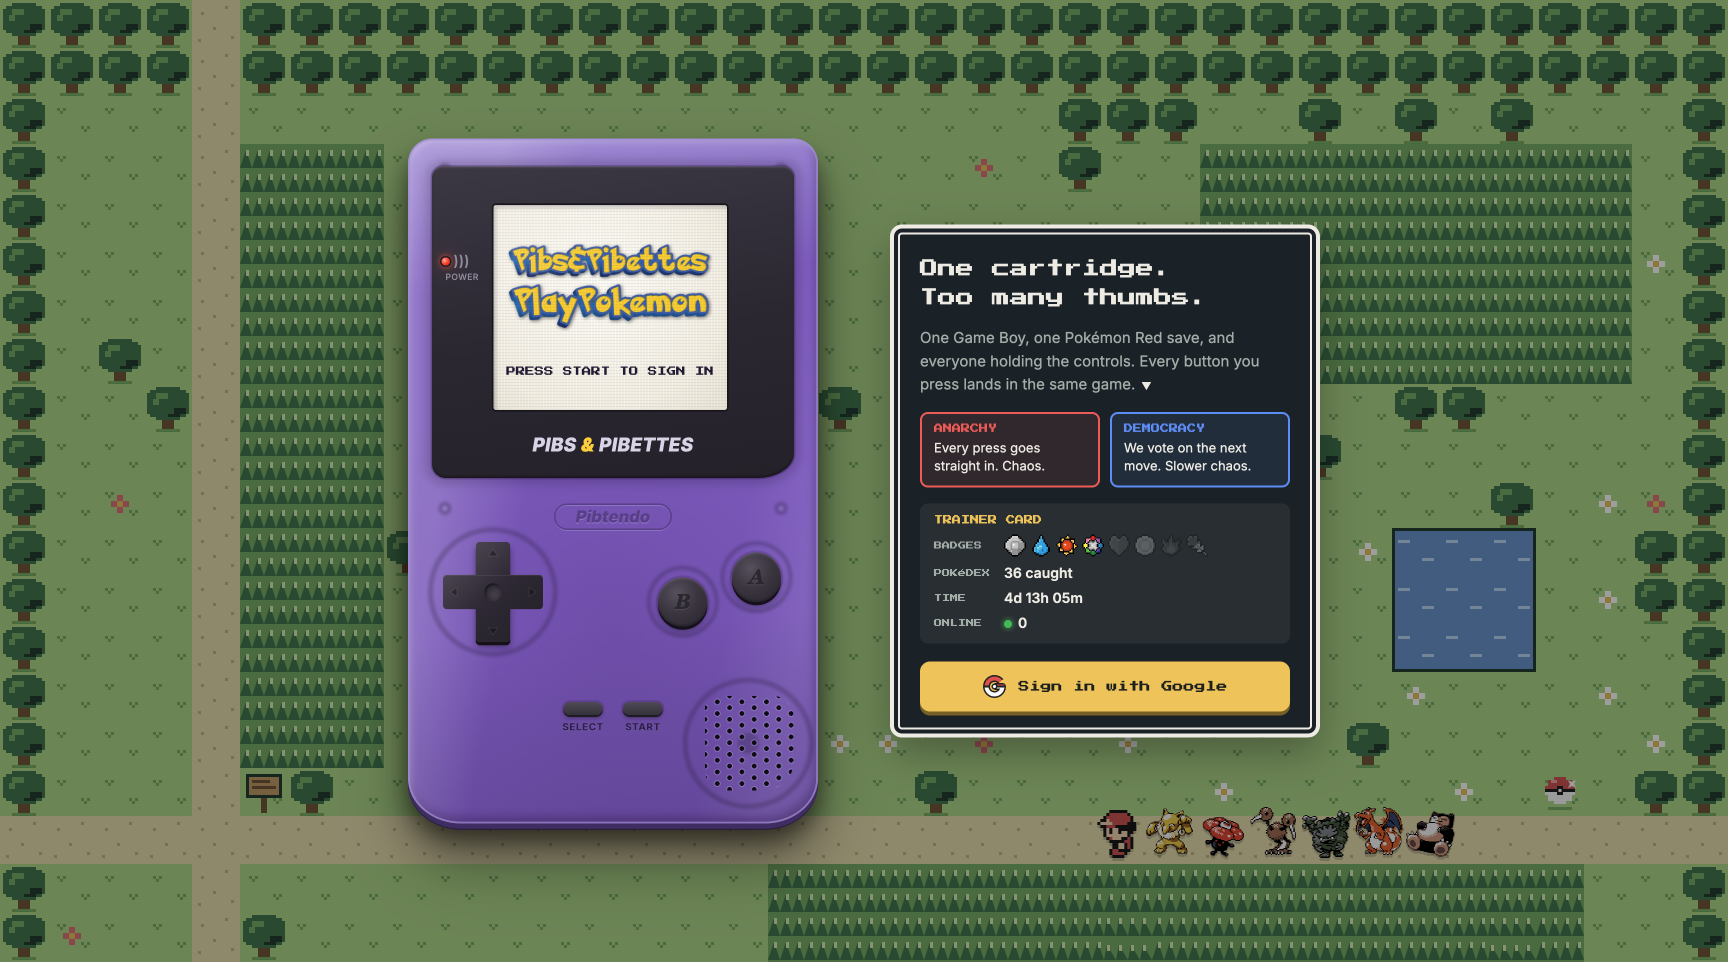 POWER
Pibs&Pibettes
Play Pokemon
PRESS START TO SIGN IN
PIBS & PIBETTES
Pibtendo
A
B
SELECT
START
One cartridge.
Too many thumbs.
One Game Boy, one Pokémon Red save, and
everyone holding the controls. Every button you
press lands in the same game. ▼
ANARCHY
Every press goes
straight in. Chaos.
DEMOCRACY
We vote on the next
move. Slower chaos.
TRAINER CARD
BADGES
POKéDEX 36 caught
TIME 4d 13h 05m
ONLINE 0
Sign in with Google